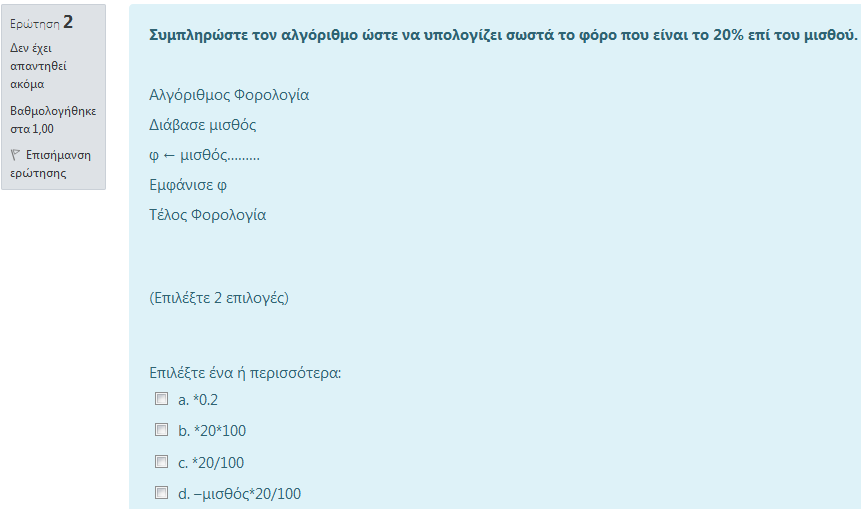 Ερώτηση 2
Δεν έχει
απαντηθεί
ακόμα
Βαθμολογήθηκε
στα 1,00
Επισήμανση
ερώτησης
Συμπληρώστε τον αλγόριθμο ώστε να υπολογίζει σωστά το φόρο που είναι το 20% επί του μισθού.
Αλγόριθμος Φορολογία
Διάβασε μισθός
φ ← μισθός.........
Εμφάνισε φ
Τέλος Φορολογία
(Επιλέξτε 2 επιλογές)
Επιλέξτε ένα ή περισσότερα:
a. *0.2
b. *20*100
c. *20/100
d. –μισθός*20/100